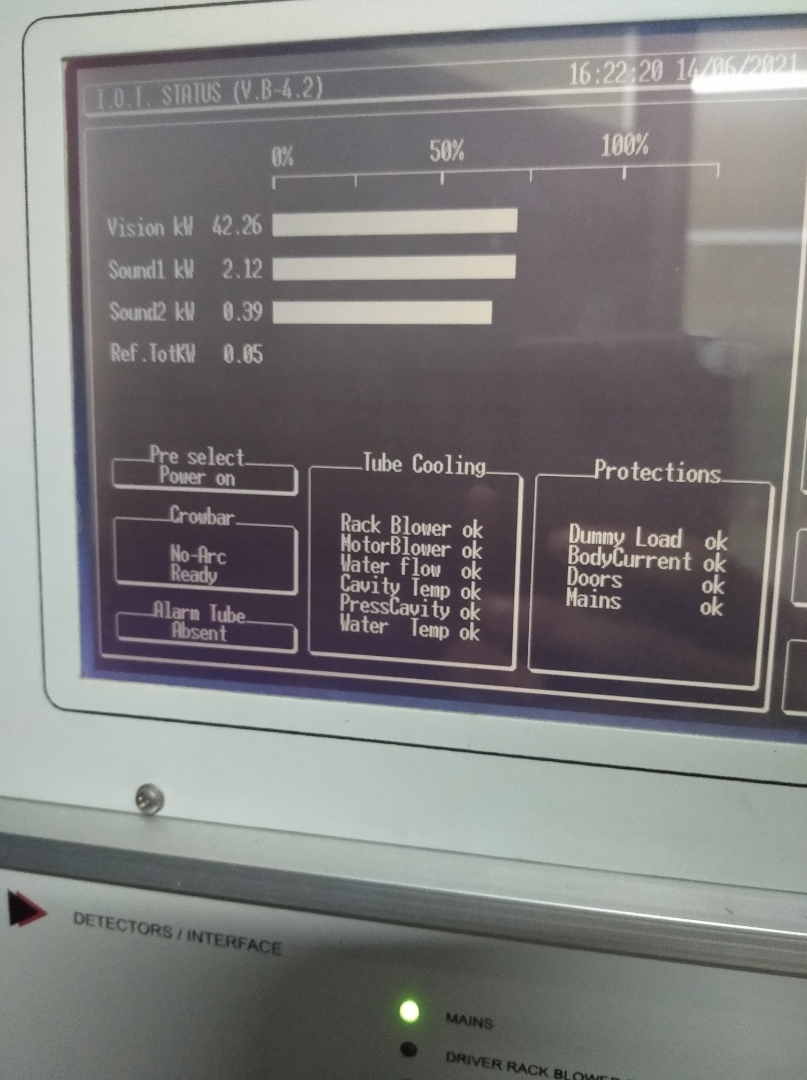 I.O.T. STATUS (V.B-4.2) 16:22:20 14/06/2021
0% 50% 100%
Vision kW 42.26
Sound1 kW 2.12
Sound2 kW 0.39
Ref.TotKW 0.05
Pre select
Power on
Crowbar
No-Arc
Ready
Alarm Tube
Absent
Tube Cooling
Rack Blower ok
MotorBlower ok
Water flow ok
Cavity Temp ok
PressCavity ok
Water Temp ok
Protections
Dummy Load ok
BodyCurrent ok
Doors ok
Mains ok
DETECTORS / INTERFACE
MAINS
DRIVER RACK BLOWER